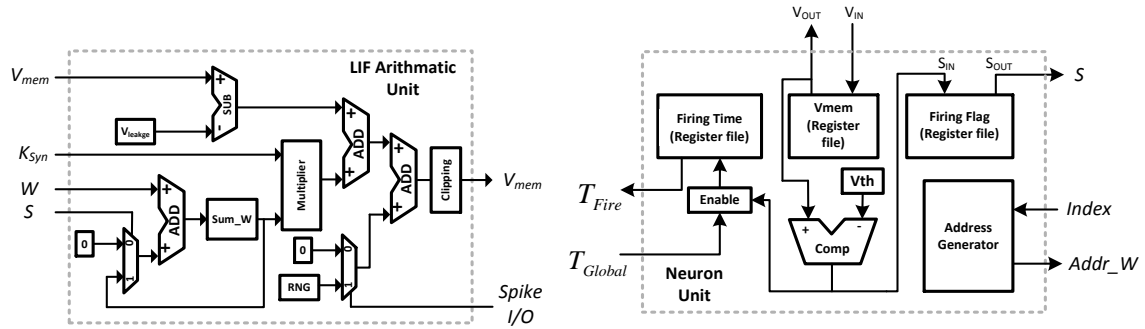 V_mem
LIF Arithmatic
Unit
+
SUB
-
V_leakge
K_Syn
W
S
+
ADD
+
Sum_W
0
0
1
Multiplier
+
ADD
+
+
ADD
+
Clipping
V_mem
0
RNG
0
1
Spike
I/O
V_OUT
V_IN
S_IN
S_OUT
S
Firing Time
(Register file)
Vmem
(Register
file)
Firing Flag
(Register file)
T_Fire
Enable
Vth
+
-
Comp
T_Global
Neuron
Unit
Address
Generator
Index
Addr_W